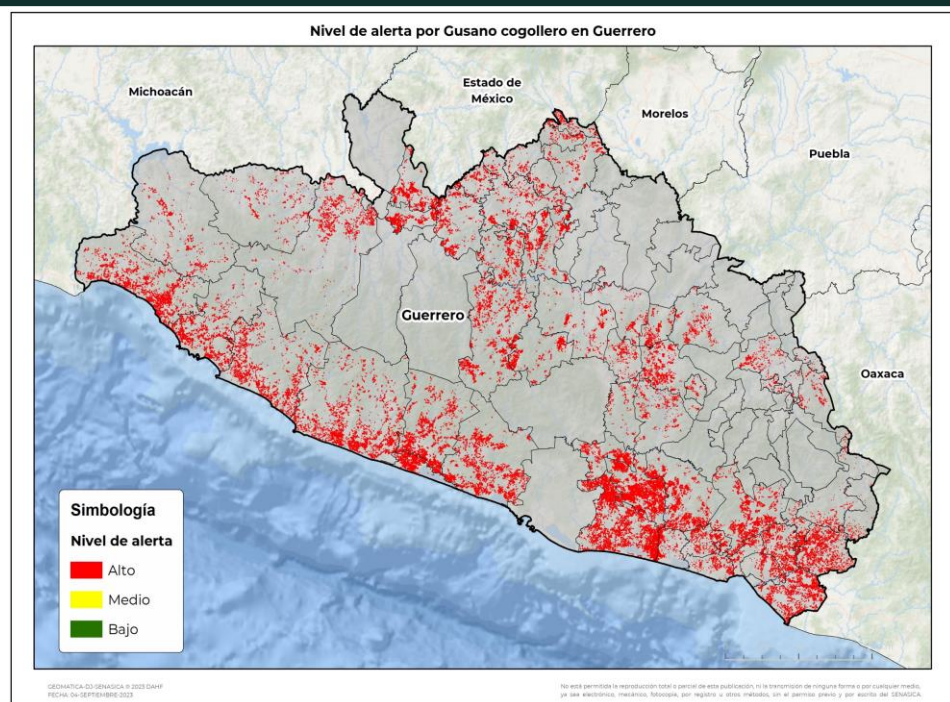 Nivel de alerta por Gusano cogollero en Guerrero
Michoacán
Estado de
México
Morelos
Puebla
Guerrero
Oaxaca
Simbología
Nivel de alerta
Alto
Medio
Bajo
GEOMÁTICA-DJ-SENASICA © 2023 DAHF
FECHA: 04-SEPTIEMBRE-2023
No está permitida la reproducción total o parcial de esta publicación, ni la transmisión de ninguna forma o por cualquier medio,
ya sea electrónico, mecánico, fotocopia, por registro u otros métodos, sin el permiso previo y por escrito del SENASICA.